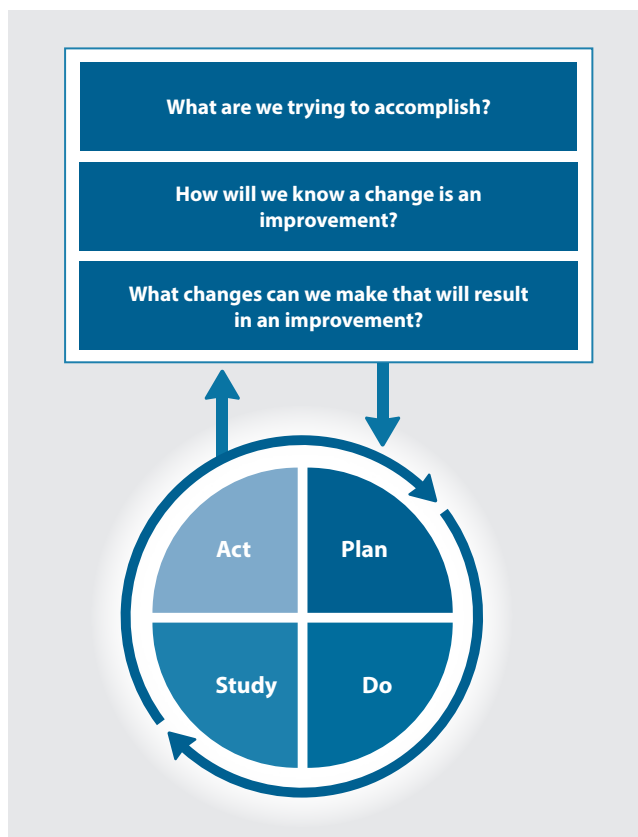 What are we trying to accomplish?
How will we know a change is an
improvement?
What changes can we make that will result
in an improvement?
Act
Plan
Study
Do